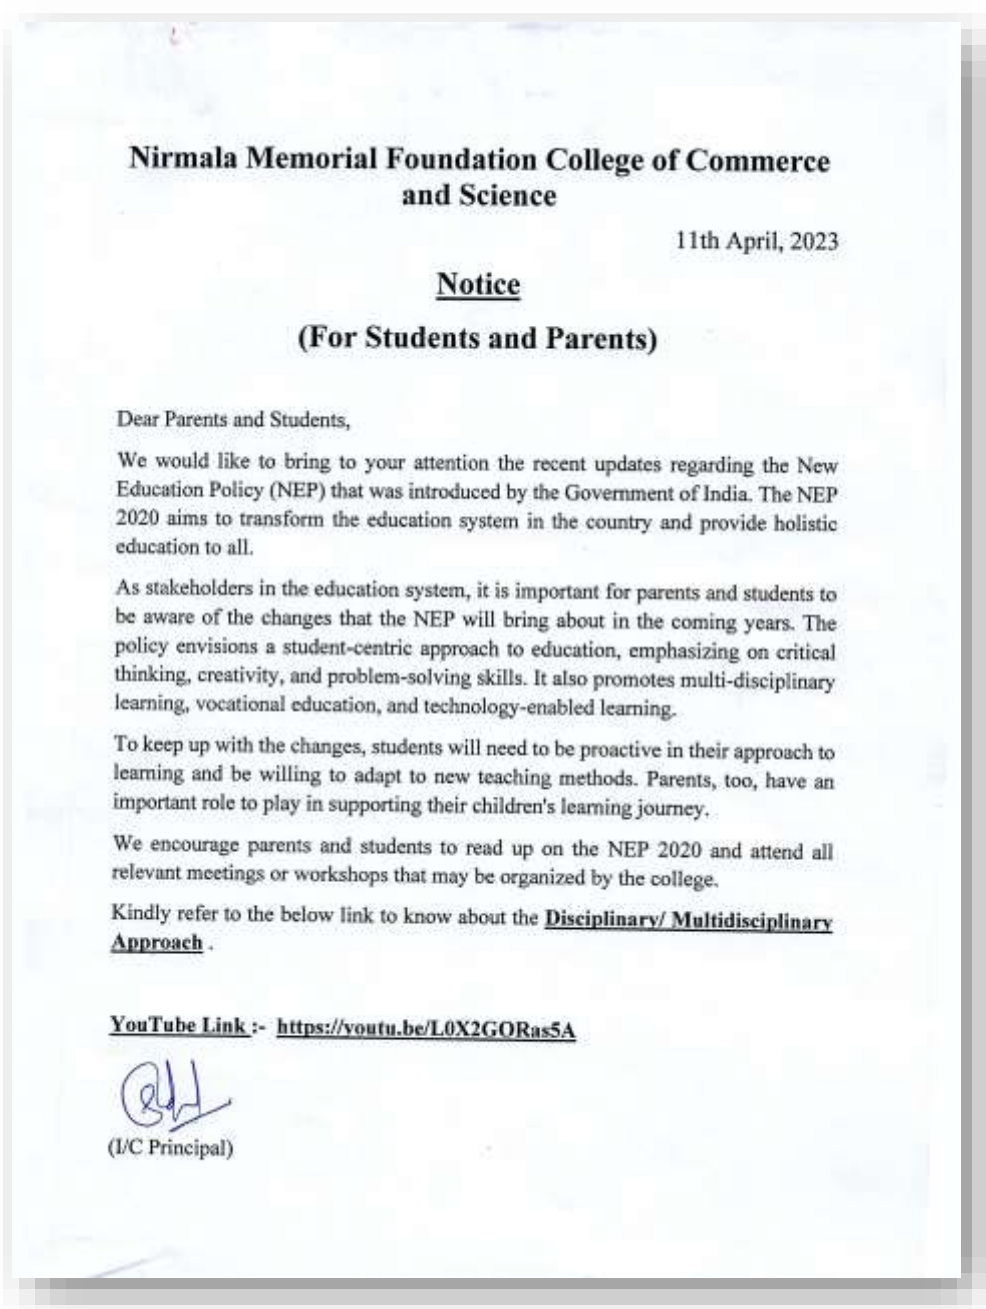 Nirmala Memorial Foundation College of Commerce
and Science
11th April, 2023
Notice
(For Students and Parents)
Dear Parents and Students,
We would like to bring to your attention the recent updates regarding the New
Education Policy (NEP) that was introduced by the Government of India. The NEP
2020 aims to transform the education system in the country and provide holistic
education to all.
As stakeholders in the education system, it is important for parents and students to
be aware of the changes that the NEP will bring about in the coming years. The
policy envisions a student-centric approach to education, emphasizing on critical
thinking, creativity, and problem-solving skills. It also promotes multi-disciplinary
learning, vocational education, and technology-enabled learning.
To keep up with the changes, students will need to be proactive in their approach to
learning and be willing to adapt to new teaching methods. Parents, too, have an
important role to play in supporting their children's learning journey.
We encourage parents and students to read up on the NEP 2020 and attend all
relevant meetings or workshops that may be organized by the college.
Kindly refer to the below link to know about the Disciplinary/ Multidisciplinary
Approach .
YouTube Link :- https://youtu.be/L0X2GORas5A
(I/C Principal)